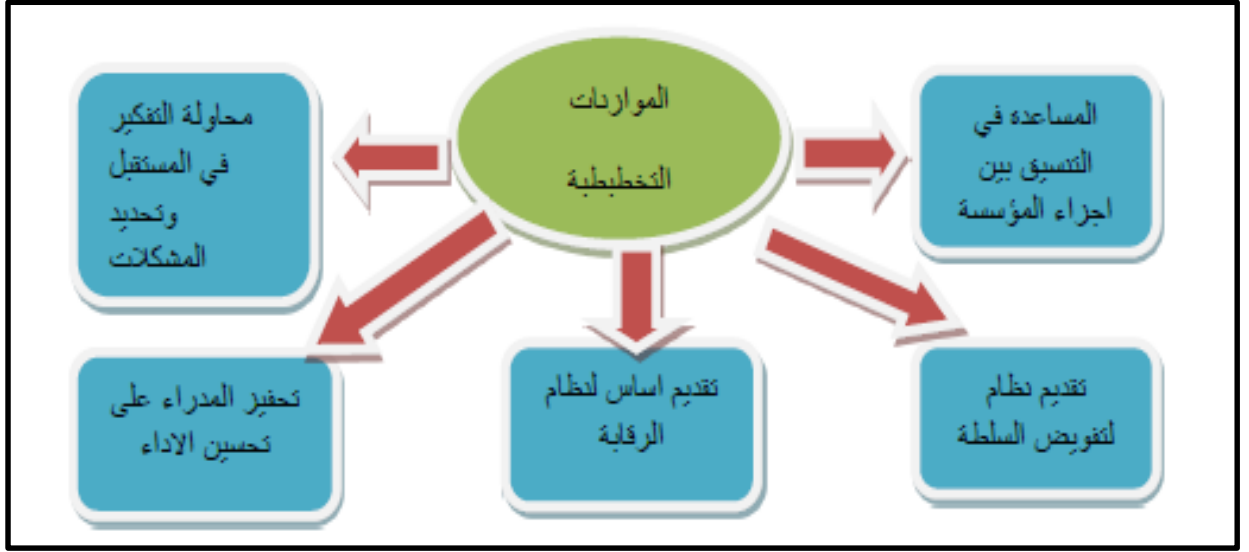 الموازنات
التخطيطية
المساعده في
التنسيق بين
اجزاء المؤسسة
محاولة التفكير
في المستقبل
وتحديد
المشكلات
تقديم نظام
لتفويض السلطة
تقديم اساس لنظام
الرقابة
تحفيز المدراء على
تحسين الاداء